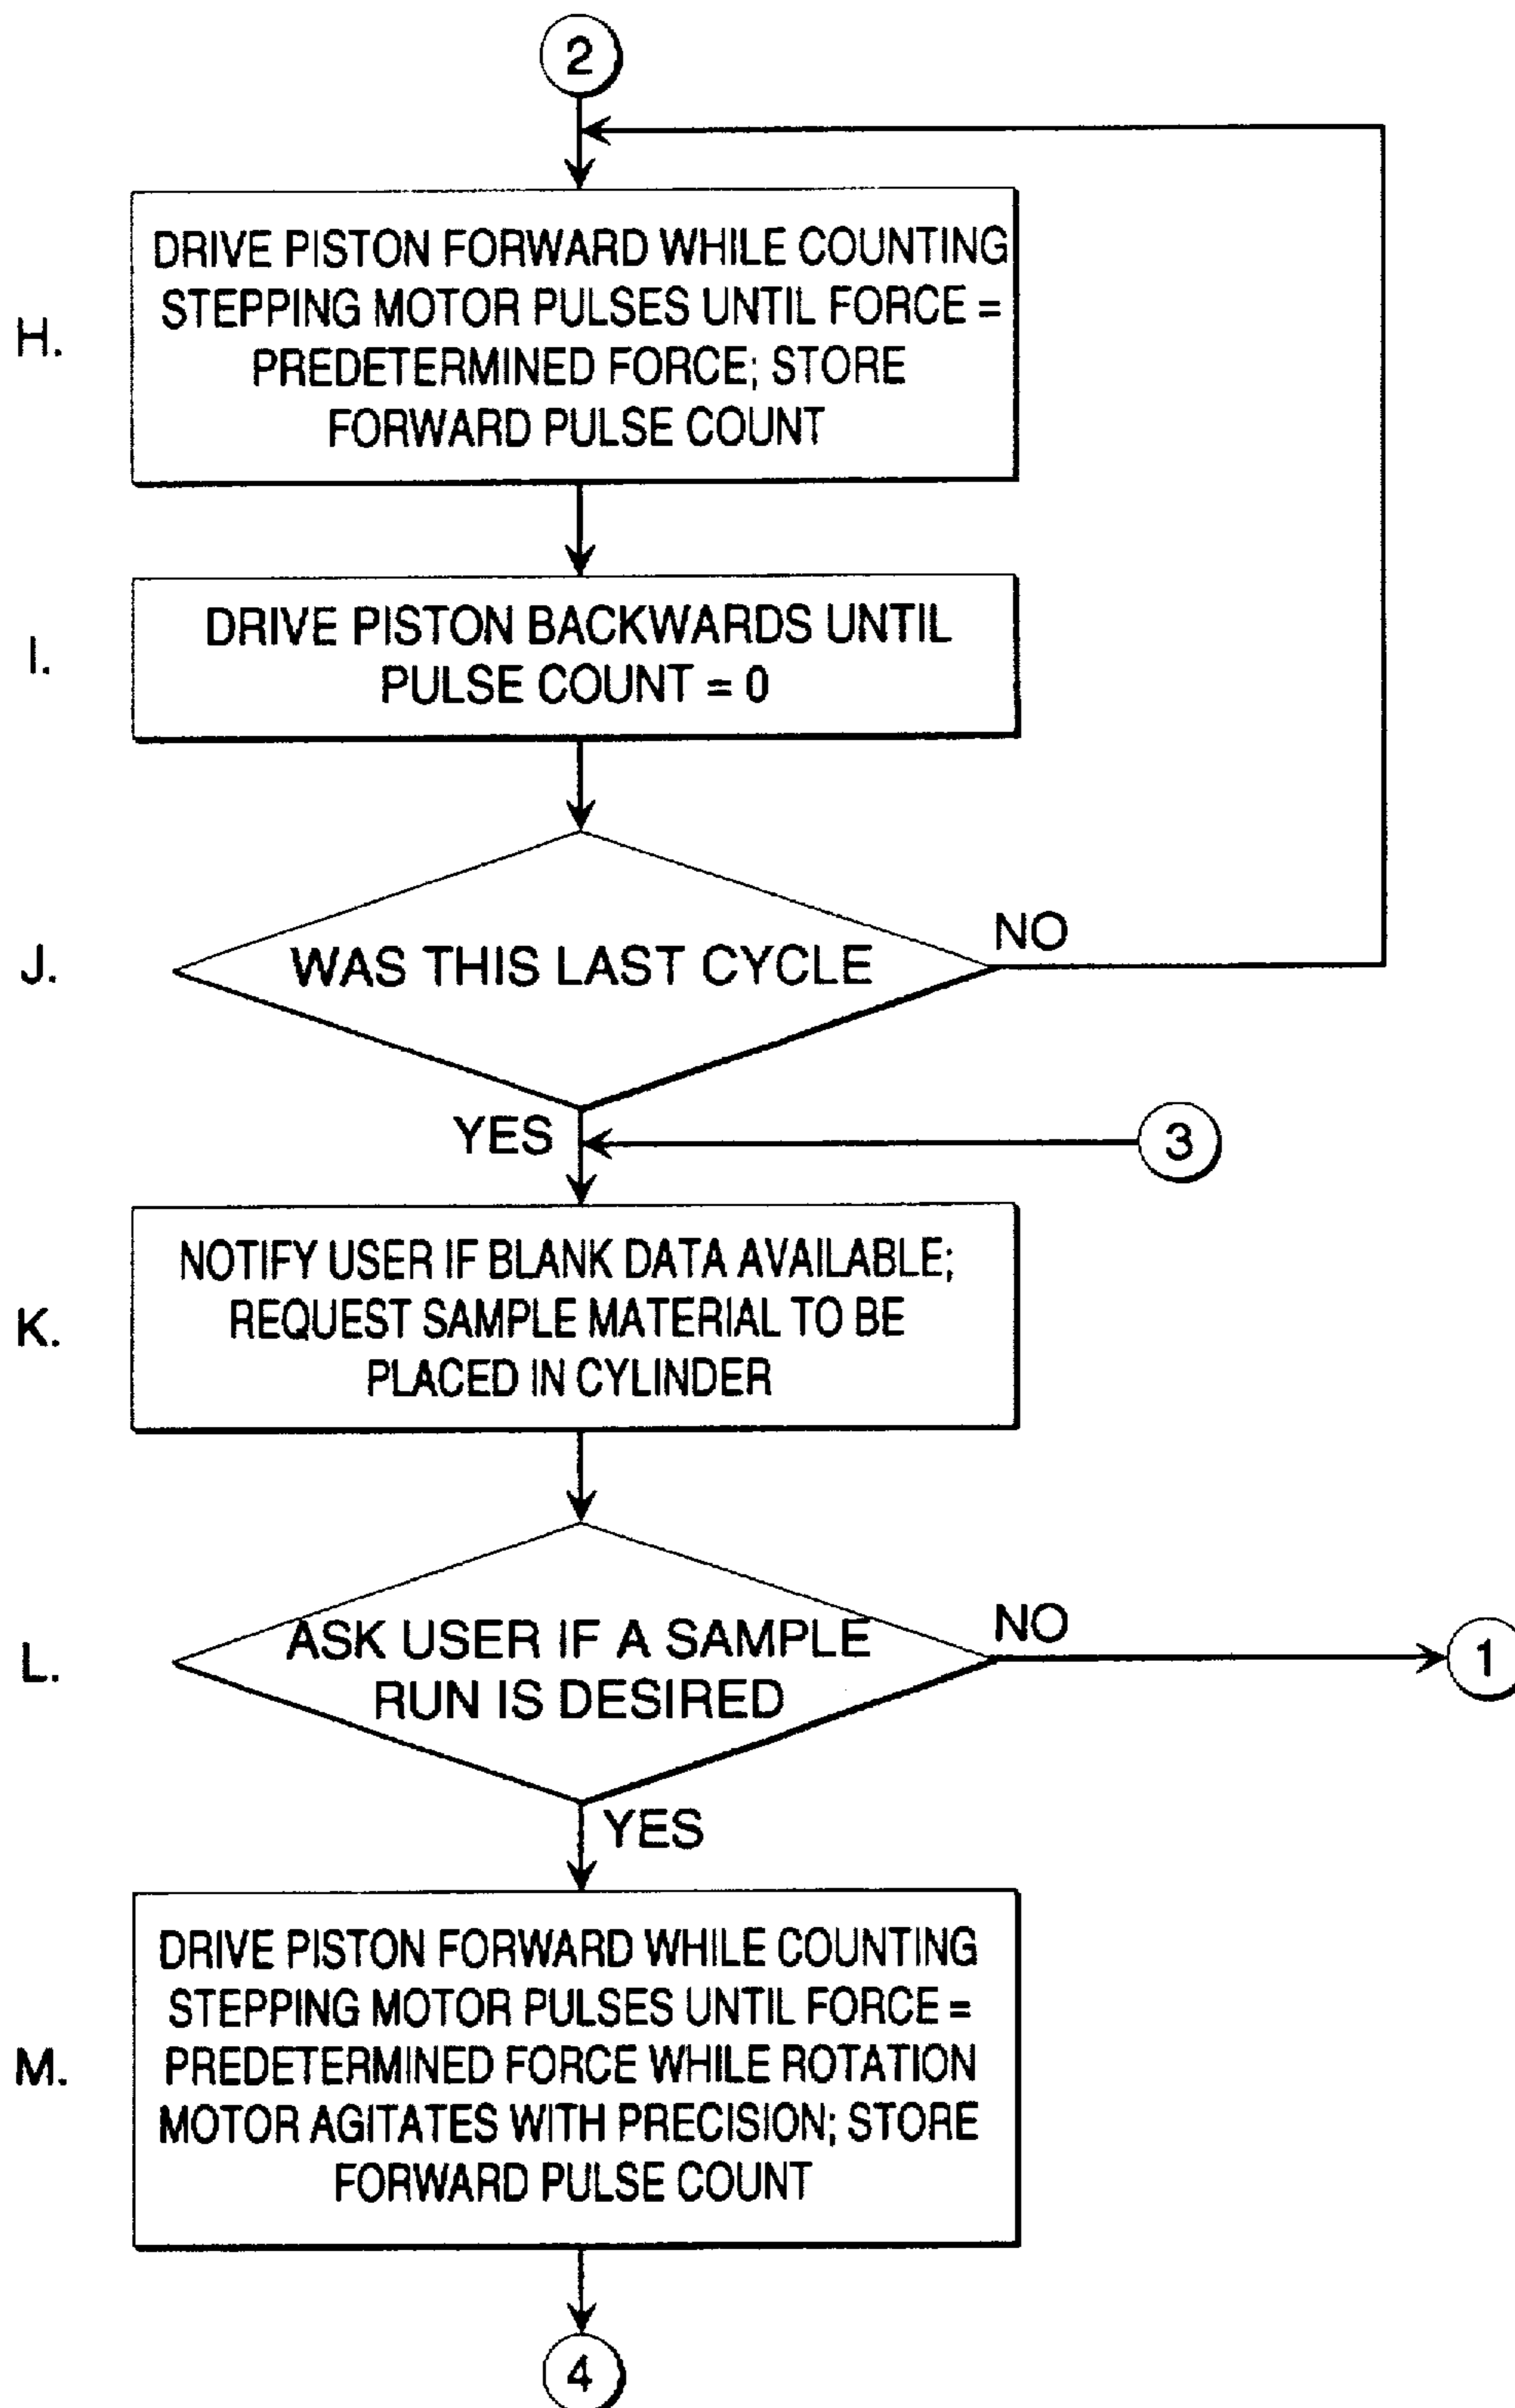 2
H.
DRIVE PISTON FORWARD WHILE COUNTING
STEPPING MOTOR PULSES UNTIL FORCE =
PREDETERMINED FORCE; STORE
FORWARD PULSE COUNT
I.
DRIVE PISTON BACKWARDS UNTIL
PULSE COUNT = 0
J.
WAS THIS LAST CYCLE
NO
YES
3
K.
NOTIFY USER IF BLANK DATA AVAILABLE;
REQUEST SAMPLE MATERIAL TO BE
PLACED IN CYLINDER
L.
ASK USER IF A SAMPLE
RUN IS DESIRED
NO
1
YES
M.
DRIVE PISTON FORWARD WHILE COUNTING
STEPPING MOTOR PULSES UNTIL FORCE =
PREDETERMINED FORCE WHILE ROTATION
MOTOR AGITATES WITH PRECISION; STORE
FORWARD PULSE COUNT
4